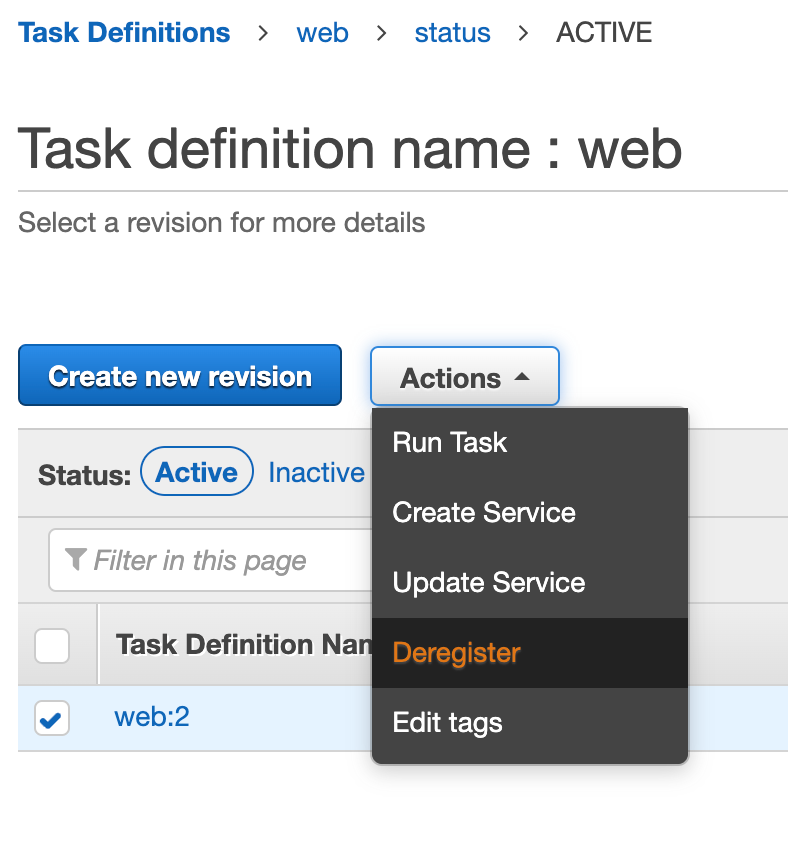 Task Definitions > web > status > ACTIVE
Task definition name : web
Select a revision for more details
Create new revision
Actions
Run Task
Create Service
Update Service
Deregister
Edit tags
Status: Active Inactive
Filter in this page
Task Definition Nan
web:2